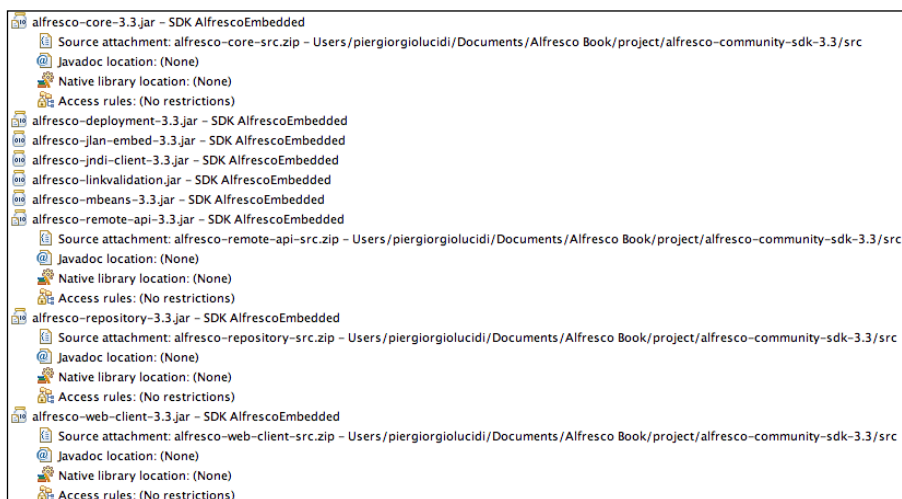 alfresco-core-3.3.jar – SDK AlfrescoEmbedded
Source attachment: alfresco-core-src.zip – Users/piergiorgiolucidi/Documents/Alfresco Book/project/alfresco-community-sdk-3.3/src
Javadoc location: (None)
Native library location: (None)
Access rules: (No restrictions)
alfresco-deployment-3.3.jar – SDK AlfrescoEmbedded
alfresco-jlan-embed-3.3.jar – SDK AlfrescoEmbedded
alfresco-jndi-client-3.3.jar – SDK AlfrescoEmbedded
alfresco-linkvalidation.jar – SDK AlfrescoEmbedded
alfresco-mbeans-3.3.jar – SDK AlfrescoEmbedded
alfresco-remote-api-3.3.jar – SDK AlfrescoEmbedded
Source attachment: alfresco-remote-api-src.zip – Users/piergiorgiolucidi/Documents/Alfresco Book/project/alfresco-community-sdk-3.3/src
Javadoc location: (None)
Native library location: (None)
Access rules: (No restrictions)
alfresco-repository-3.3.jar – SDK AlfrescoEmbedded
Source attachment: alfresco-repository-src.zip – Users/piergiorgiolucidi/Documents/Alfresco Book/project/alfresco-community-sdk-3.3/src
Javadoc location: (None)
Native library location: (None)
Access rules: (No restrictions)
alfresco-web-client-3.3.jar – SDK AlfrescoEmbedded
Source attachment: alfresco-web-client-src.zip – Users/piergiorgiolucidi/Documents/Alfresco Book/project/alfresco-community-sdk-3.3/src
Javadoc location: (None)
Native library location: (None)
Access rules: (No restrictions)